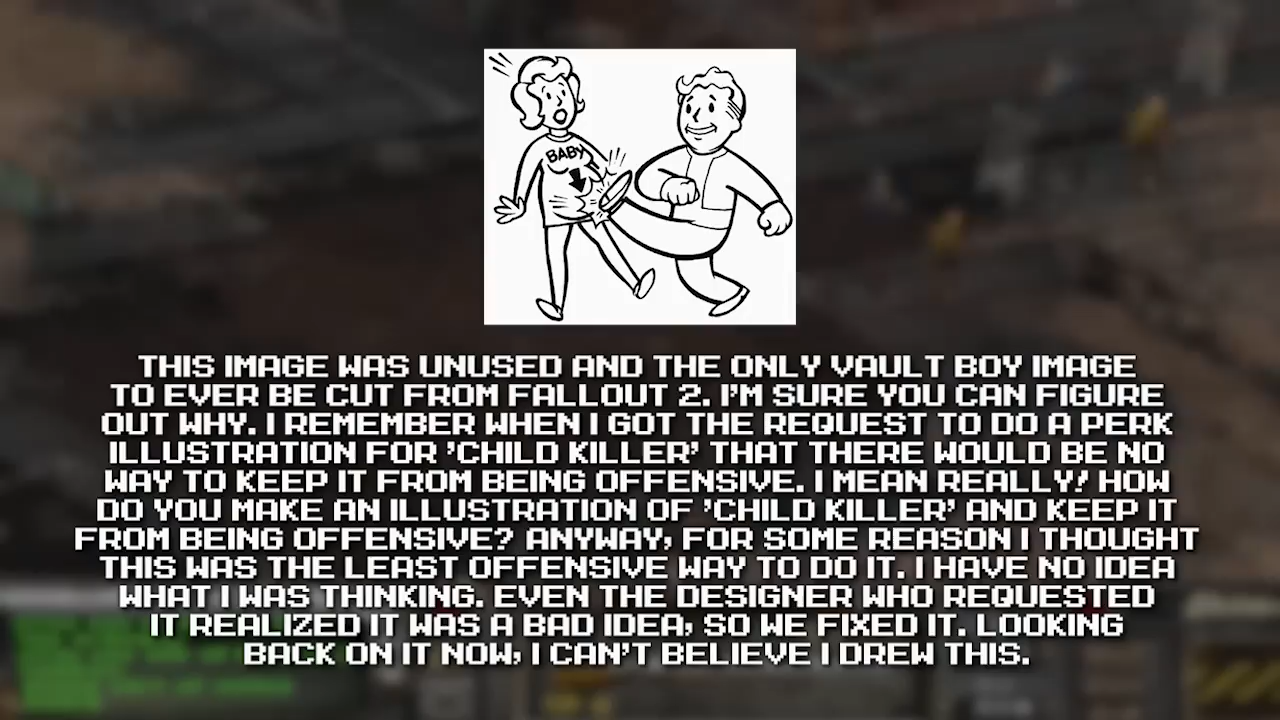 BABY
THIS IMAGE WAS UNUSED AND THE ONLY VAULT BOY IMAGE
TO EVER BE CUT FROM FALLOUT 2. I'M SURE YOU CAN FIGURE
OUT WHY. I REMEMBER WHEN I GOT THE REQUEST TO DO A PERK
ILLUSTRATION FOR 'CHILD KILLER' THAT THERE WOULD BE NO
WAY TO KEEP IT FROM BEING OFFENSIVE. I MEAN REALLY! HOW
DO YOU MAKE AN ILLUSTRATION OF 'CHILD KILLER' AND KEEP IT
FROM BEING OFFENSIVE? ANYWAY, FOR SOME REASON I THOUGHT
THIS WAS THE LEAST OFFENSIVE WAY TO DO IT. I HAVE NO IDEA
WHAT I WAS THINKING. EVEN THE DESIGNER WHO REQUESTED
IT REALIZED IT WAS A BAD IDEA, SO WE FIXED IT. LOOKING
BACK ON IT NOW, I CAN'T BELIEVE I DREW THIS.